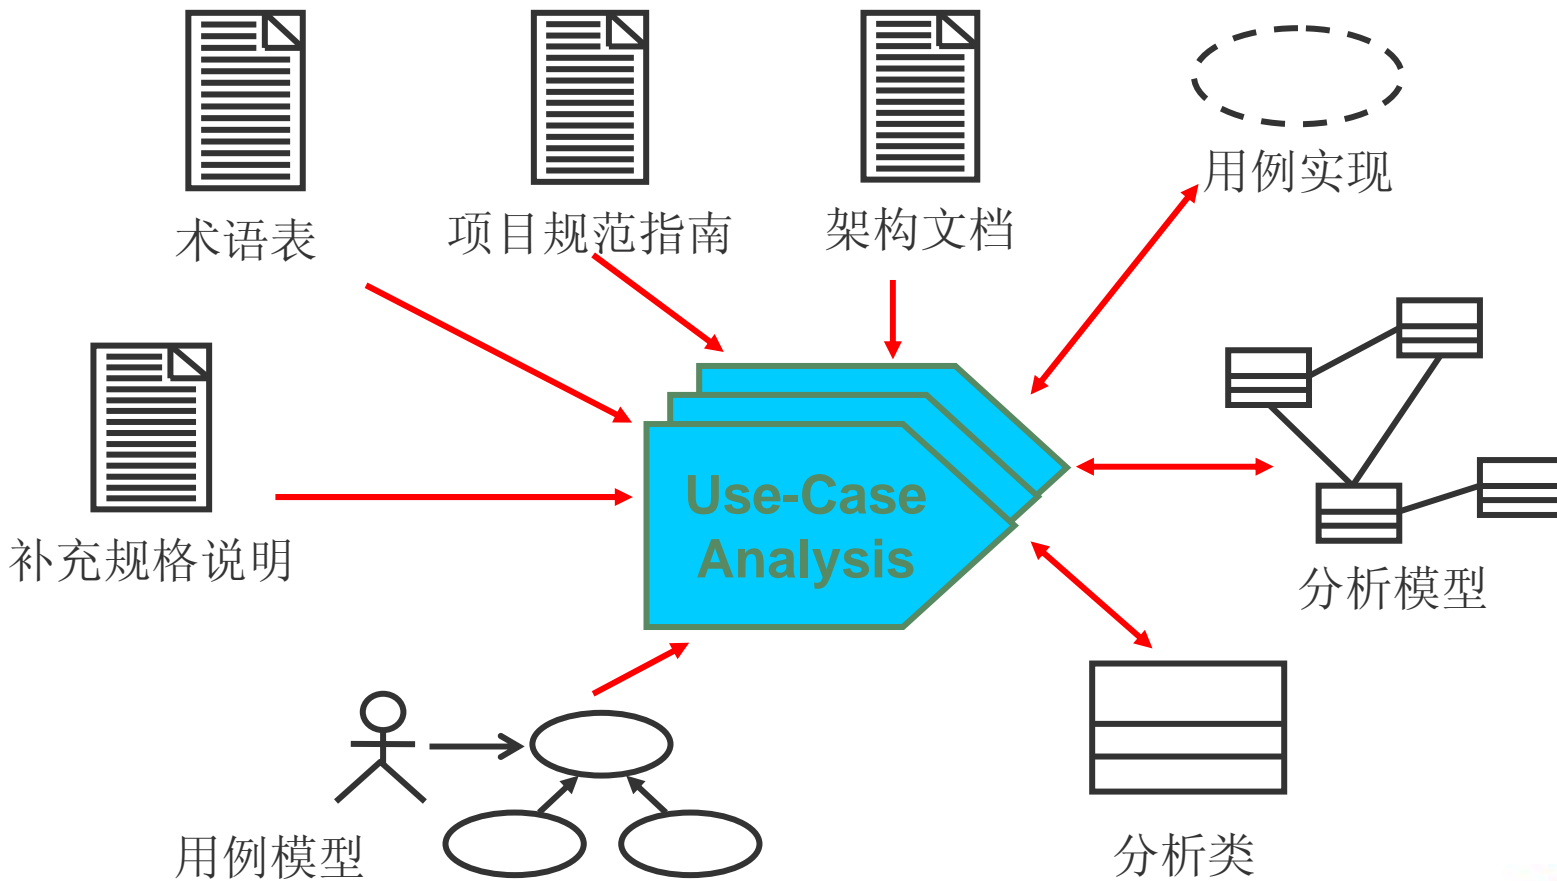 术语表
项目规范指南
架构文档
用例实现
补充规格说明
Use-Case
Analysis
分析模型
用例模型
分析类